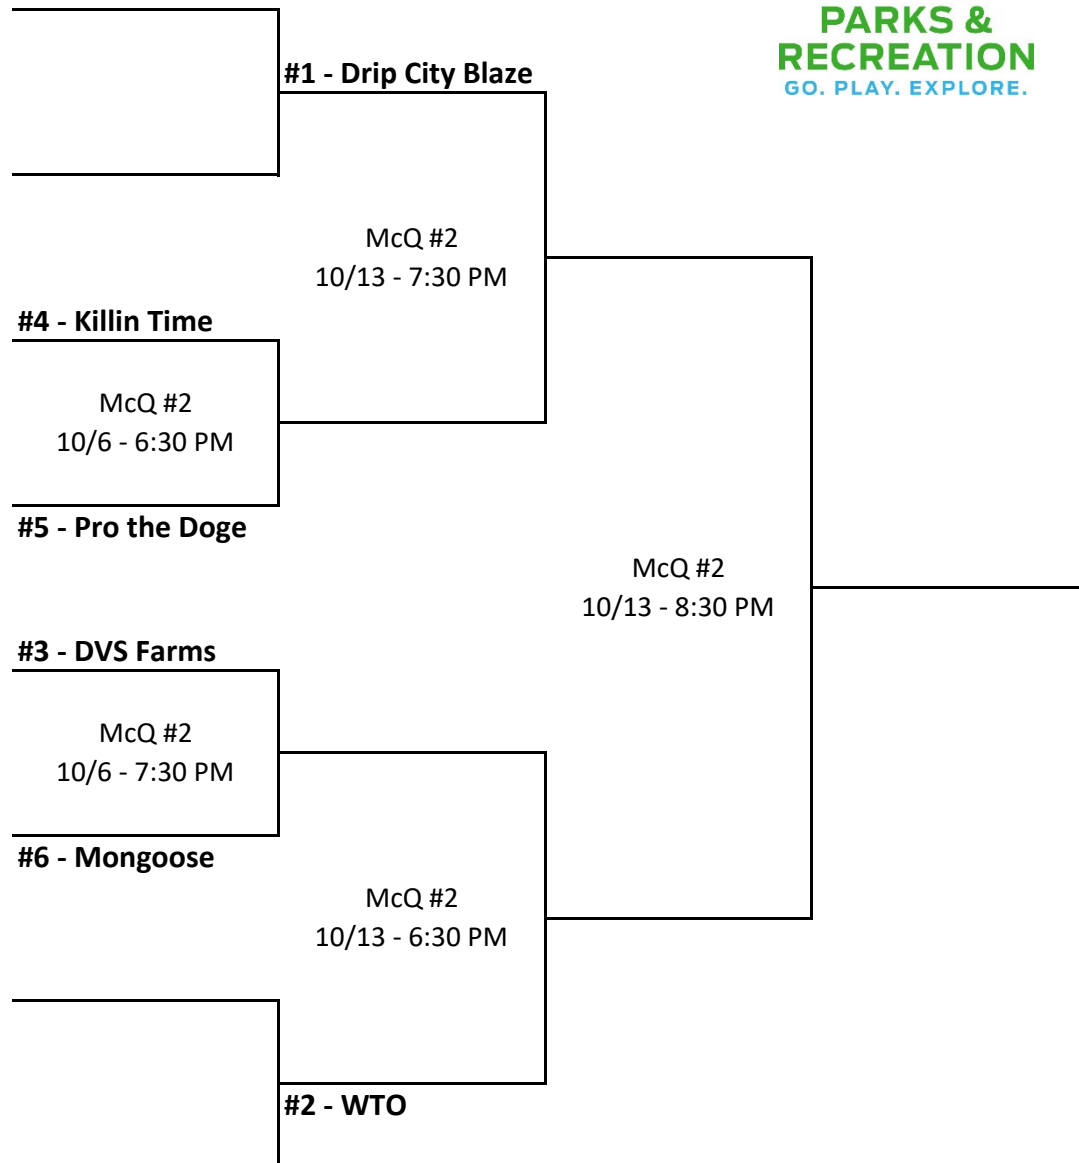 PARKS &
RECREATION
GO. PLAY. EXPLORE.
#1 - Drip City Blaze
McQ #2
10/13 - 7:30 PM
#4 - Killin Time
McQ #2
10/6 - 6:30 PM
#5 - Pro the Doge
McQ #2
10/13 - 8:30 PM
#3 - DVS Farms
McQ #2
10/6 - 7:30 PM
#6 - Mongoose
McQ #2
10/13 - 6:30 PM
#2 - WTO